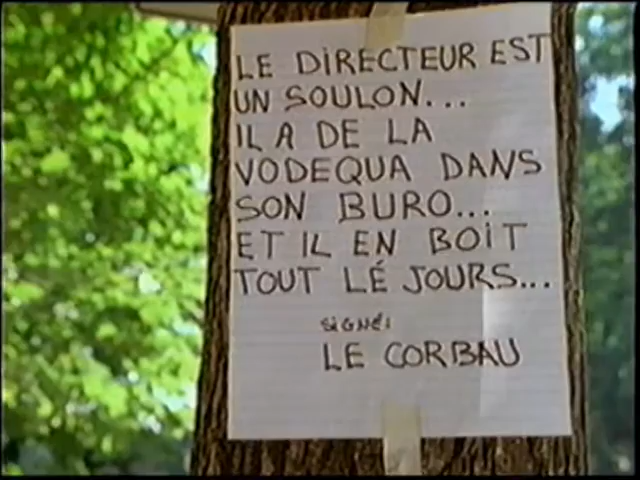 LE DIRECTEUR EST
UN SOULON...
IL A DE LA
VODEQUA DANS
SON BURO...
ET IL EN BOIT
TOUT LÉ JOURS...
SIGNÉ:
LE CORBAU